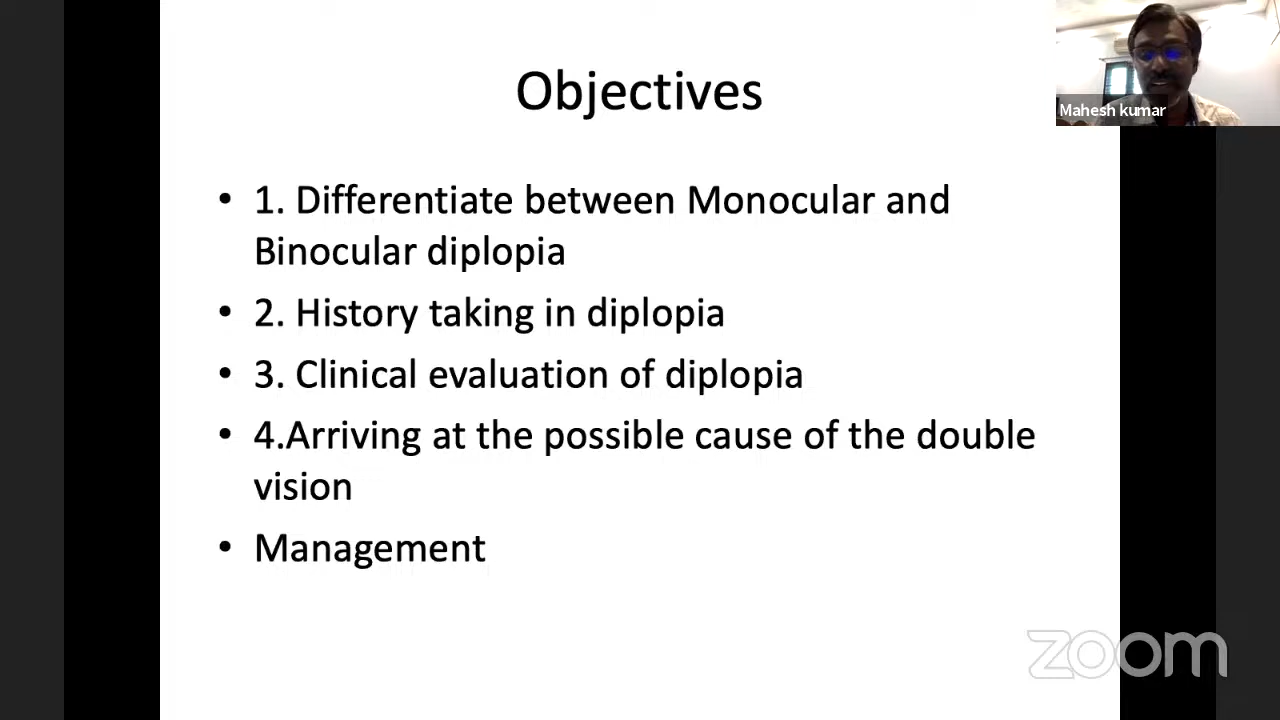 Objectives
Mahesh kumar
• 1. Differentiate between Monocular and
Binocular diplopia
• 2. History taking in diplopia
• 3. Clinical evaluation of diplopia
• 4.Arriving at the possible cause of the double
vision
• Management
zoom